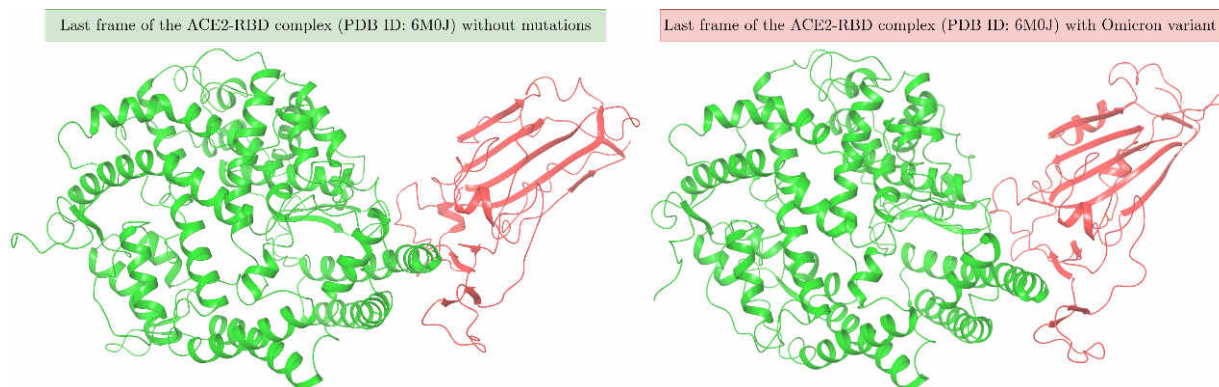 Last frame of the ACE2-RBD complex (PDB ID: 6M0J) without mutations
Last frame of the ACE2-RBD complex (PDB ID: 6M0J) with Omicron variant